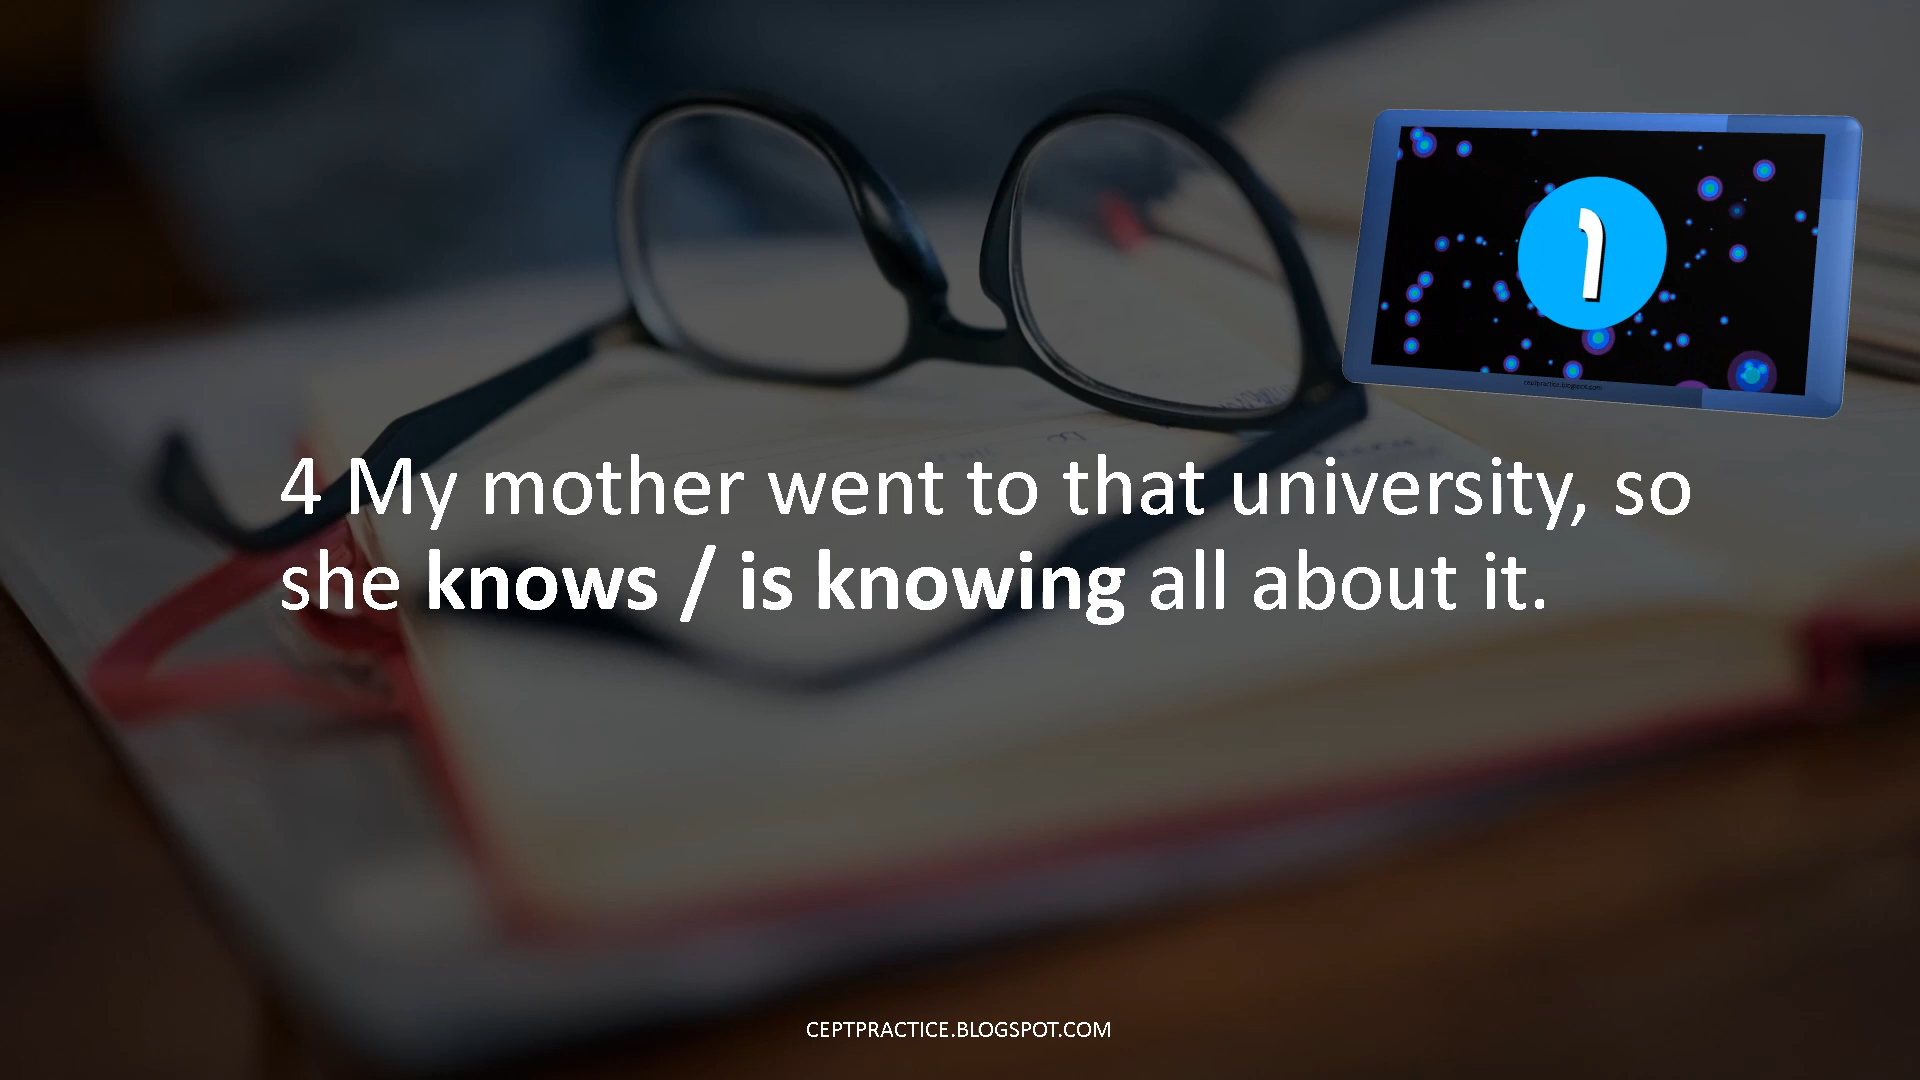 1
4 My mother went to that university, so
she knows / is knowing all about it.
CEPTPRACTICE.BLOGSPOT.COM